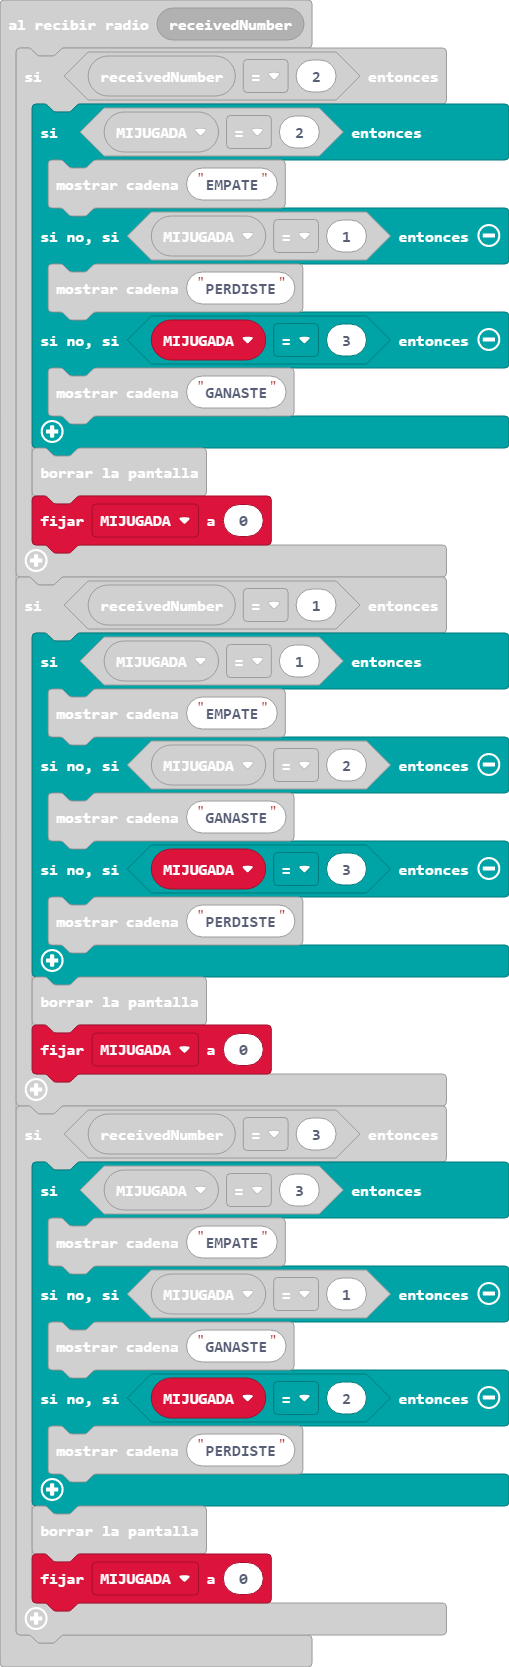 al recibir radio receivedNumber
si receivedNumber = 2 entonces
si MIJUGADA = 2 entonces
mostrar cadena "EMPATE"
si no, si MIJUGADA = 1 entonces
mostrar cadena "PERDISTE"
si no, si MIJUGADA = 3 entonces
mostrar cadena "GANASTE"
borrar la pantalla
fijar MIJUGADA a 0
si receivedNumber = 1 entonces
si MIJUGADA = 1 entonces
mostrar cadena "EMPATE"
si no, si MIJUGADA = 2 entonces
mostrar cadena "GANASTE"
si no, si MIJUGADA = 3 entonces
mostrar cadena "PERDISTE"
borrar la pantalla
fijar MIJUGADA a 0
si receivedNumber = 3 entonces
si MIJUGADA = 3 entonces
mostrar cadena "EMPATE"
si no, si MIJUGADA = 1 entonces
mostrar cadena "GANASTE"
si no, si MIJUGADA = 2 entonces
mostrar cadena "PERDISTE"
borrar la pantalla
fijar MIJUGADA a 0